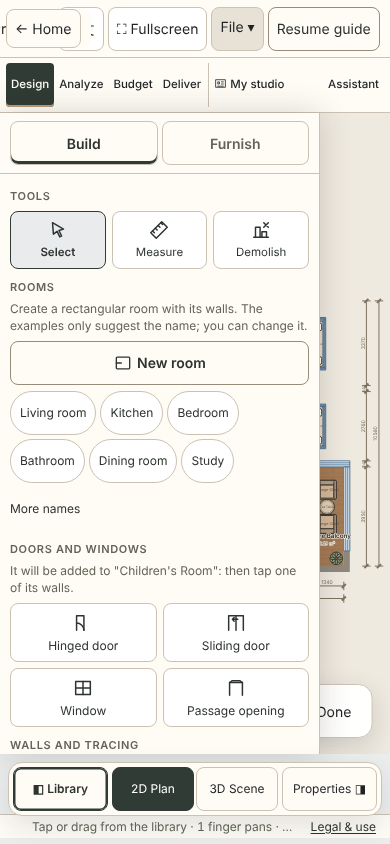 ← Home
Fullscreen
File ▾
Resume guide
Design
Analyze
Budget
Deliver
My studio
Assistant
Build
Furnish
TOOLS
Select
Measure
Demolish
ROOMS
Create a rectangular room with its walls. The
examples only suggest the name; you can change it.
New room
Living room
Kitchen
Bedroom
Bathroom
Dining room
Study
More names
DOORS AND WINDOWS
It will be added to "Children's Room": then tap one
of its walls.
Hinged door
Sliding door
Window
Passage opening
WALLS AND TRACING
Balcony
Done
Library
2D Plan
3D Scene
Properties
Tap or drag from the library · 1 finger pans · ...
Legal & use